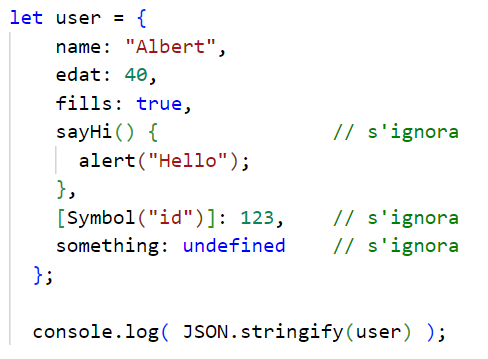 let user = {
    name: "Albert",
    edat: 40,
    fills: true,
    sayHi() {              // s'ignora
      alert("Hello");
    },
    [Symbol("id")]: 123,    // s'ignora
    something: undefined    // s'ignora
  };
  console.log( JSON.stringify(user) );